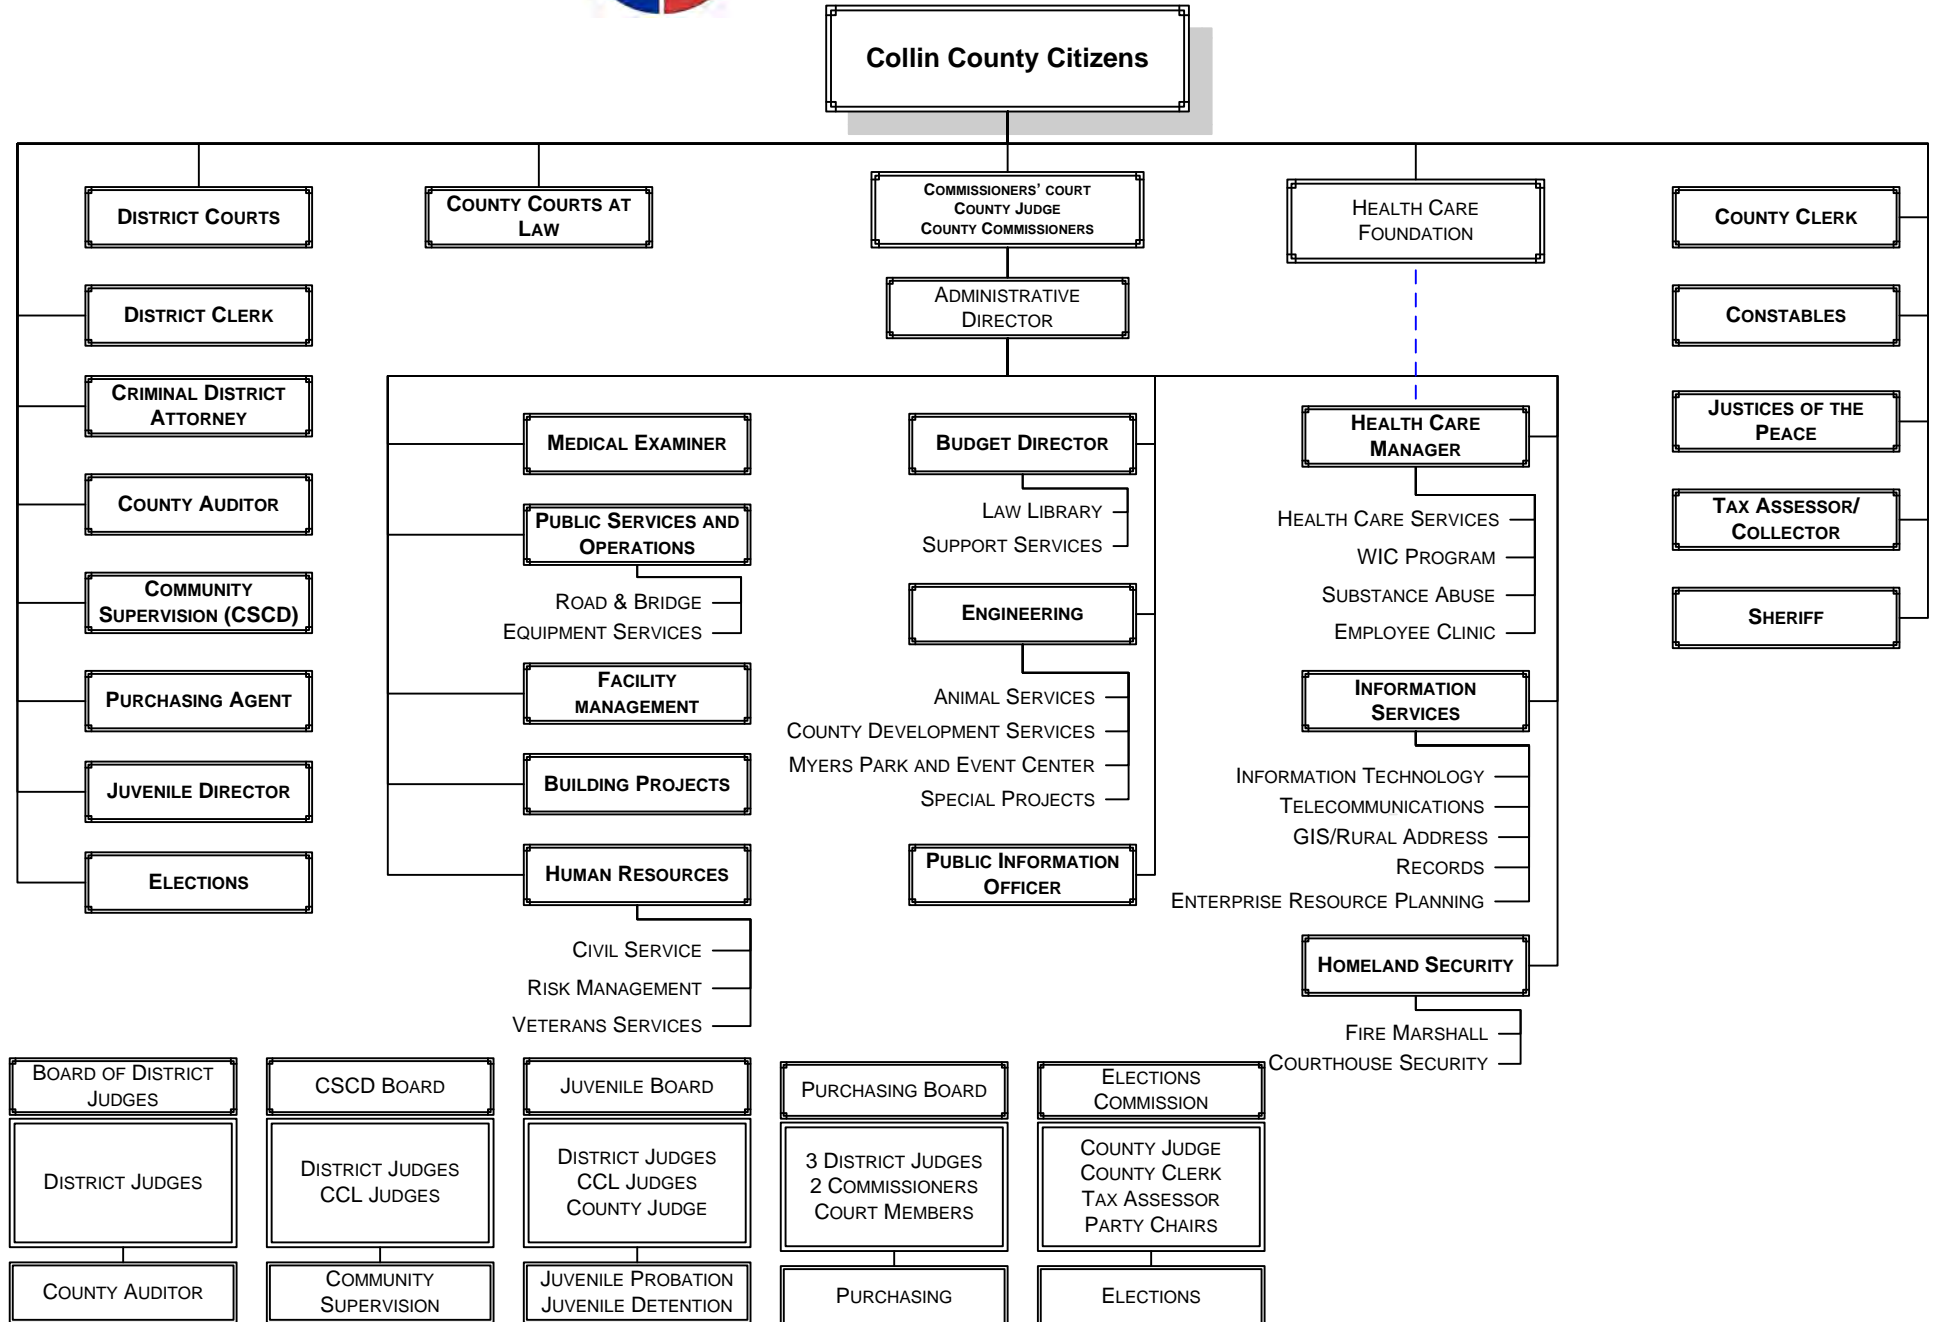 Collin County Citizens
DISTRICT COURTS
COUNTY COURTS AT
LAW
COMMISSIONERS' COURT
COUNTY JUDGE
COUNTY COMMISSIONERS
HEALTH CARE
FOUNDATION
COUNTY CLERK
DISTRICT CLERK
ADMINISTRATIVE
DIRECTOR
CONSTABLES
CRIMINAL DISTRICT
ATTORNEY
JUSTICES OF THE
PEACE
COUNTY AUDITOR
TAX ASSESSOR/
COLLECTOR
COMMUNITY
SUPERVISION (CSCD)
SHERIFF
PURCHASING AGENT
JUVENILE DIRECTOR
ELECTIONS
MEDICAL EXAMINER
PUBLIC SERVICES AND
OPERATIONS
ROAD & BRIDGE
EQUIPMENT SERVICES
FACILITY
MANAGEMENT
BUILDING PROJECTS
HUMAN RESOURCES
CIVIL SERVICE
RISK MANAGEMENT
VETERANS SERVICES
BUDGET DIRECTOR
LAW LIBRARY
SUPPORT SERVICES
ENGINEERING
ANIMAL SERVICES
COUNTY DEVELOPMENT SERVICES
MYERS PARK AND EVENT CENTER
SPECIAL PROJECTS
PUBLIC INFORMATION
OFFICER
HEALTH CARE
MANAGER
HEALTH CARE SERVICES
WIC PROGRAM
SUBSTANCE ABUSE
EMPLOYEE CLINIC
INFORMATION
SERVICES
INFORMATION TECHNOLOGY
TELECOMMUNICATIONS
GIS/RURAL ADDRESS
RECORDS
ENTERPRISE RESOURCE PLANNING
HOMELAND SECURITY
FIRE MARSHALL
COURTHOUSE SECURITY
BOARD OF DISTRICT
JUDGES
DISTRICT JUDGES
COUNTY AUDITOR
CSCD BOARD
DISTRICT JUDGES
CCL JUDGES
COMMUNITY
SUPERVISION
JUVENILE BOARD
DISTRICT JUDGES
CCL JUDGES
COUNTY JUDGE
JUVENILE PROBATION
JUVENILE DETENTION
PURCHASING BOARD
3 DISTRICT JUDGES
2 COMMISSIONERS
COURT MEMBERS
PURCHASING
ELECTIONS
COMMISSION
COUNTY JUDGE
COUNTY CLERK
TAX ASSESSOR
PARTY CHAIRS
ELECTIONS